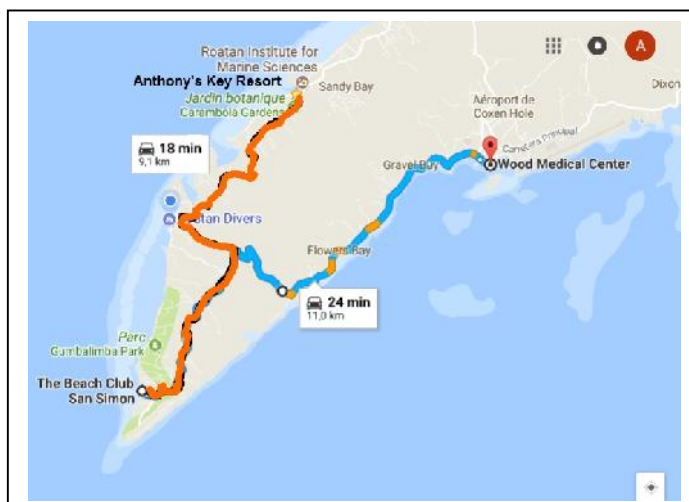 A
Roatan Institute for
Marine Sciences
Anthony's Key Resort
Sandy Bay
Jardin botanique
Carambola Gardens
Dixon
Aéroport de
Coxen Hole
Carretera Principal
18 min
9,1 km
Gravel Bay
Wood Medical Center
Roatan Divers
Flowers Bay
24 min
11,0 km
Parc
Gumbalimba Park
The Beach Club
San Simon